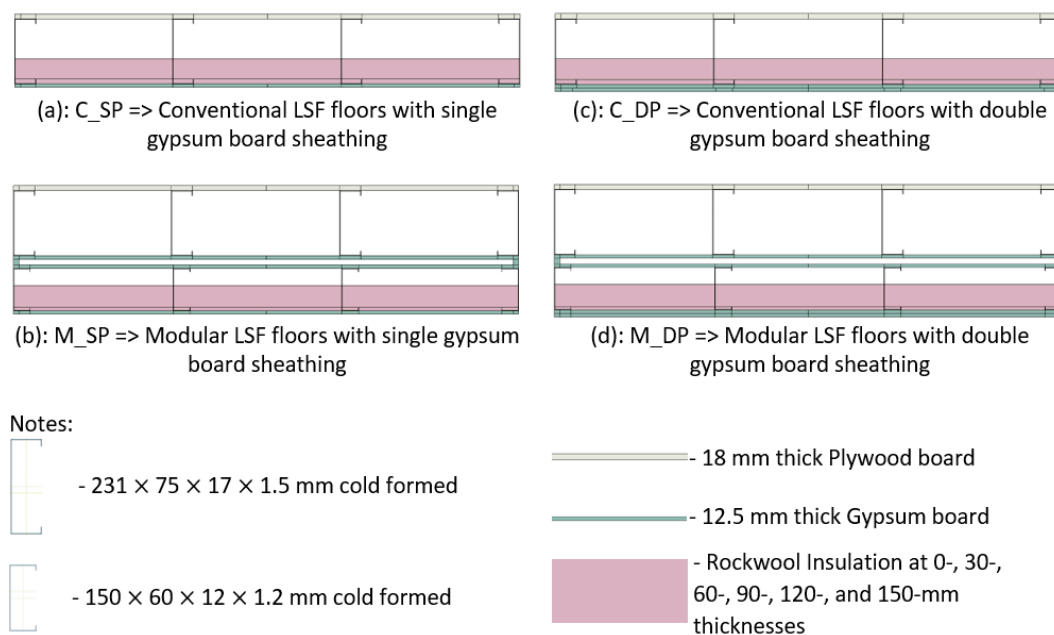 (a): C_SP => Conventional LSF floors with single
gypsum board sheathing
(c): C_DP => Conventional LSF floors with double
gypsum board sheathing
(b): M_SP => Modular LSF floors with single gypsum
board sheathing
(d): M_DP => Modular LSF floors with double
gypsum board sheathing
Notes:
- 231 × 75 × 17 × 1.5 mm cold formed
- 150 × 60 × 12 × 1.2 mm cold formed
- 18 mm thick Plywood board
- 12.5 mm thick Gypsum board
- Rockwool Insulation at 0-, 30-,
60-, 90-, 120-, and 150-mm
thicknesses